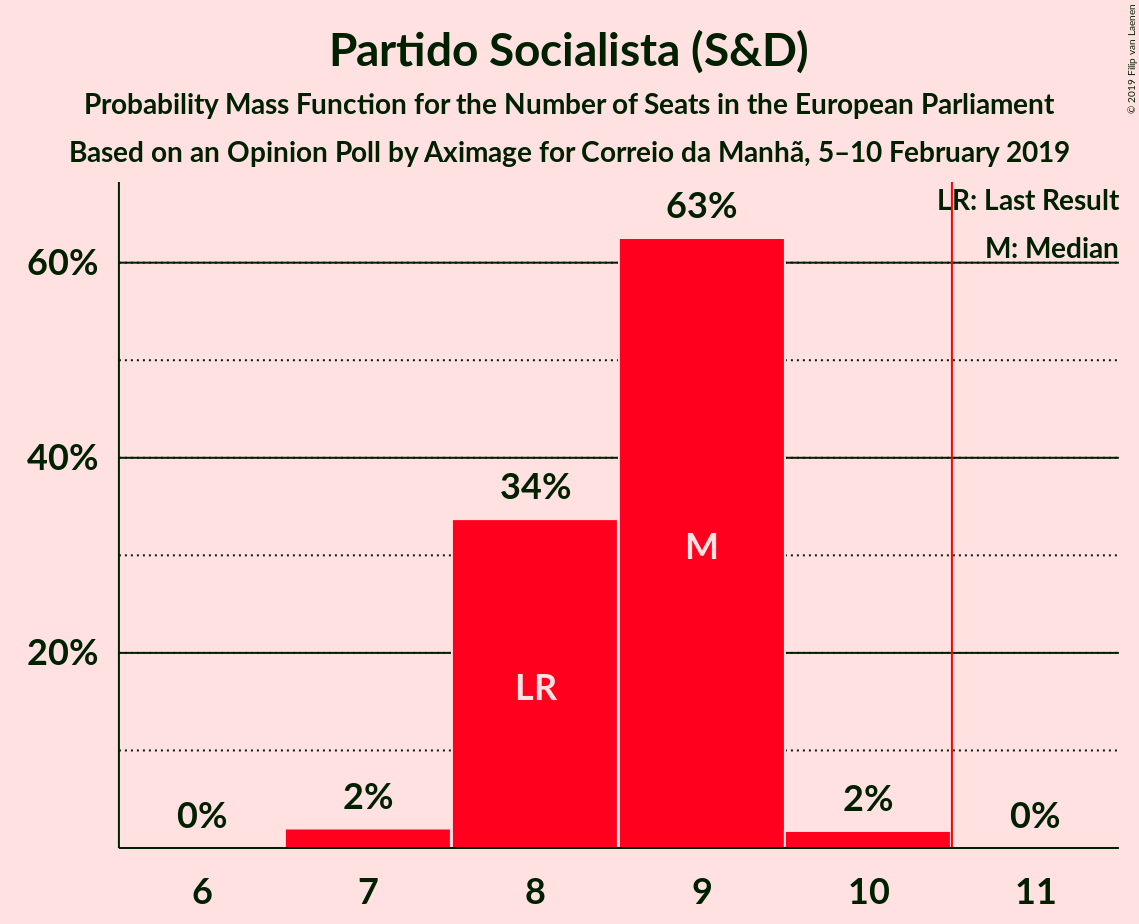 Partido Socialista (S&D)
Probability Mass Function for the Number of Seats in the European Parliament
Based on an Opinion Poll by Aximage for Correio da Manhã, 5–10 February 2019
© 2019 Filip van Laenen
LR: Last Result
M: Median
60%
40%
20%
0%
2%
34%
63%
2%
0%
LR
M
6
7
8
9
10
11